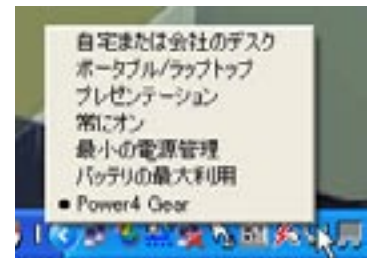 自宅または会社のデスク
ポータブル/ラップトップ
プレゼンテーション
常にオン
最小の電源管理
バッテリの最大利用
● Power4 Gear